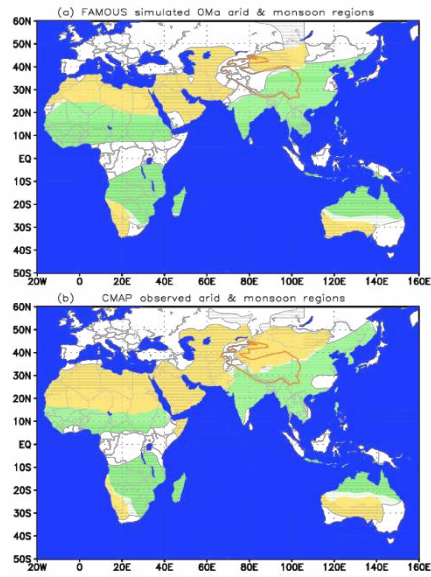 (a) FAMOUS simulated 0Ma arid & monsoon regions
60N
50N
40N
30N
20N
10N
EQ
10S
20S
30S
40S
50S
20W 0 20E 40E 60E 80E 100E 120E 140E 160E
(b) CMAP observed arid & monsoon regions
60N
50N
40N
30N
20N
10N
EQ
10S
20S
30S
40S
50S
20W 0 20E 40E 60E 80E 100E 120E 140E 160E